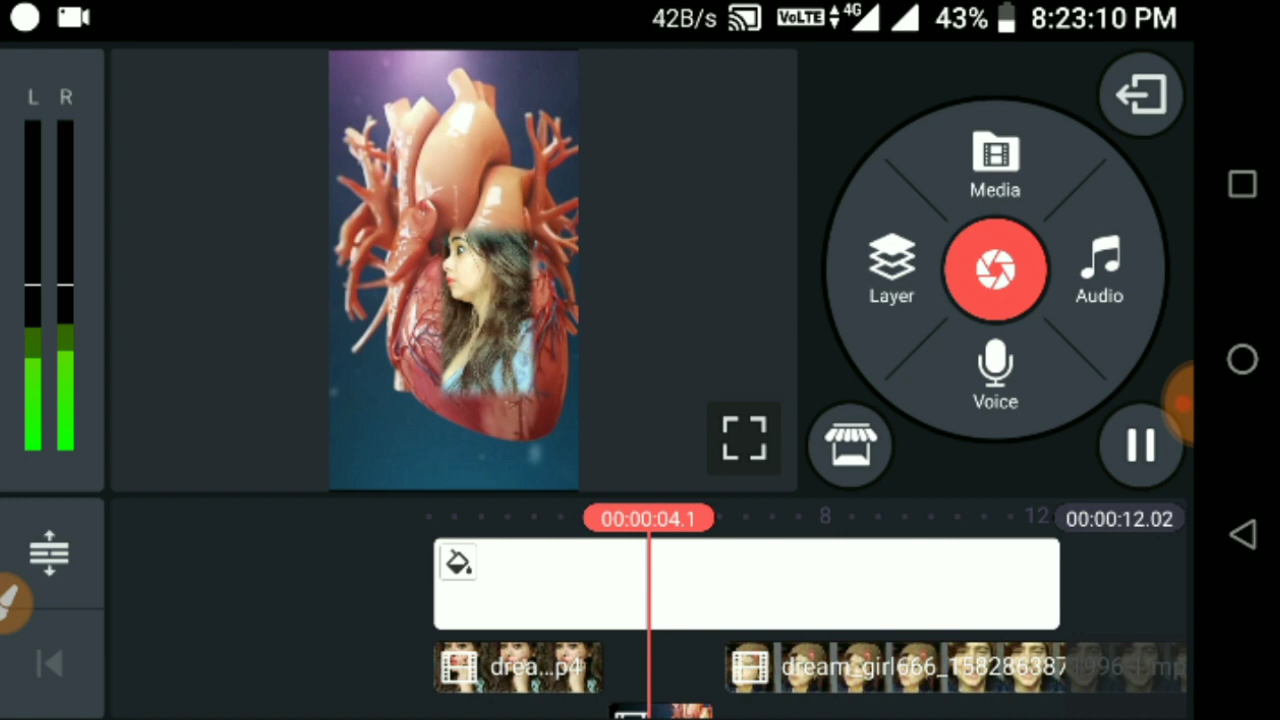 42B/s VoLTE 4G 43% 8:23:10 PM
L R
Media
Layer
Audio
Voice
00:00:04.1 8 12 00:00:12.02
drea...p4 dream_girl666_158286387